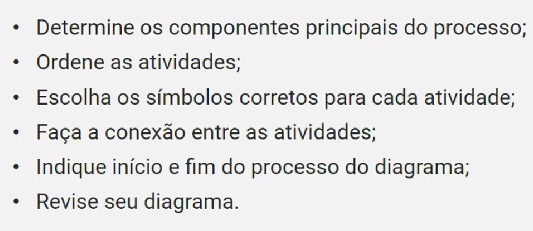 • Determine os componentes principais do processo;
• Ordene as atividades;
• Escolha os símbolos corretos para cada atividade;
• Faça a conexão entre as atividades;
• Indique início e fim do processo do diagrama;
• Revise seu diagrama.